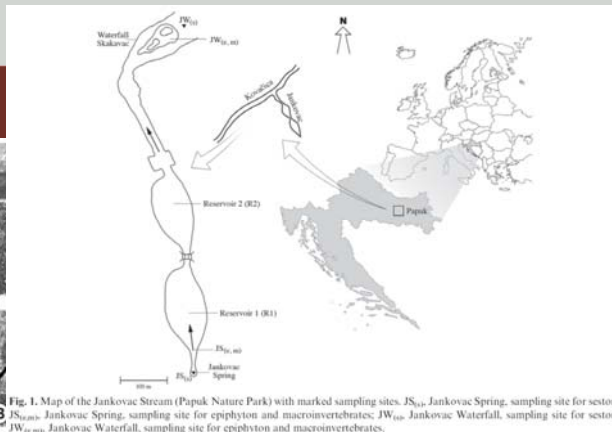 JW(s)
Waterfall
Skakavac
JW(e, m)
N
Kovačica
Jankovac
Reservoir 2 (R2)
Papuk
Reservoir 1 (R1)
JS(e, m)
Jankovac
Spring
JS(s)
Fig. 1. Map of the Jankovac Stream (Papuk Nature Park) with marked sampling sites. JS(s), Jankovac Spring, sampling site for sesto
JS(e,m), Jankovac Spring, sampling site for epiphyton and macroinvertebrates; JW(s), Jankovac Waterfall, sampling site for sesto
JW(e,m), Jankovac Waterfall, sampling site for epiphyton and macroinvertebrates.